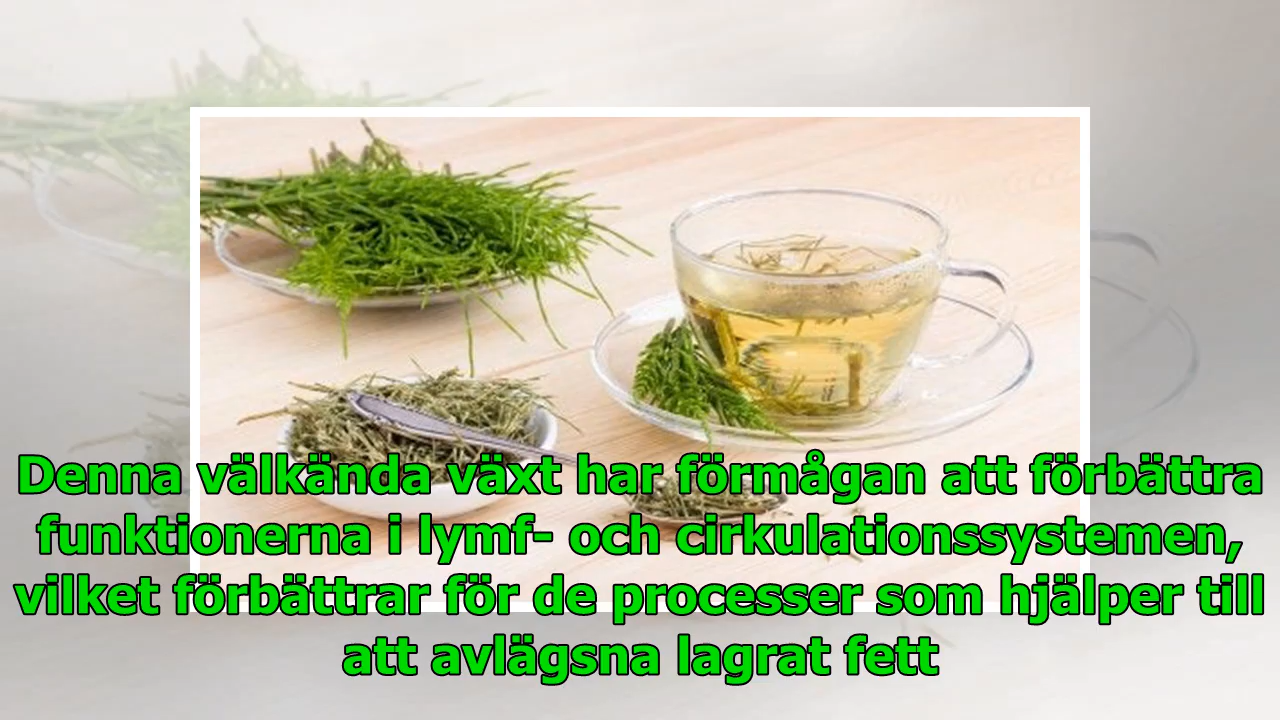 Denna välkända växt har förmågan att förbättra
funktionerna i lymf- och cirkulationssystemen,
vilket förbättrar för de processer som hjälper till
att avlägsna lagrat fett